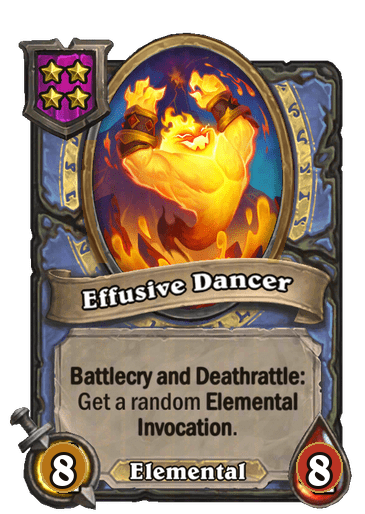 Effusive Dancer
Battlecry and Deathrattle:
Get a random Elemental
Invocation.
8
Elemental
8